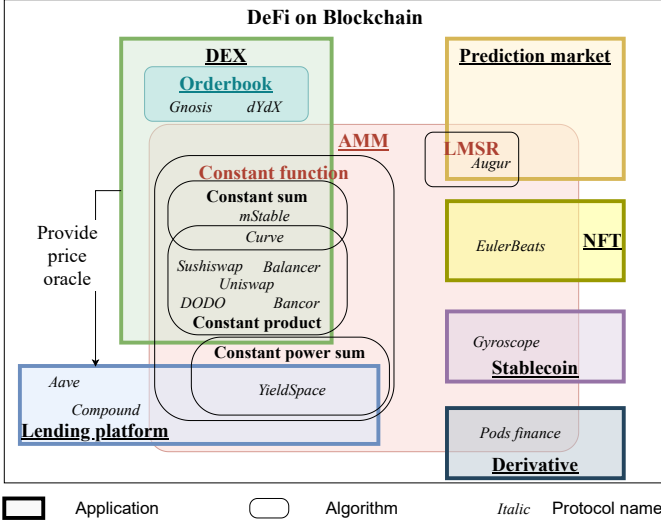 DeFi on Blockchain
DEX
Prediction market
Orderbook
Gnosis dYdX
AMM
LMSR
Augur
Constant function
Constant sum
mStable
Curve
Provide
price
oracle
Sushiswap Balancer
Uniswap
DODO Bancor
Constant product
EulerBeats NFT
Constant power sum
Gyroscope
Stablecoin
Aave
Compound
YieldSpace
Lending platform
Pods finance
Derivative
Application Algorithm Italic Protocol name